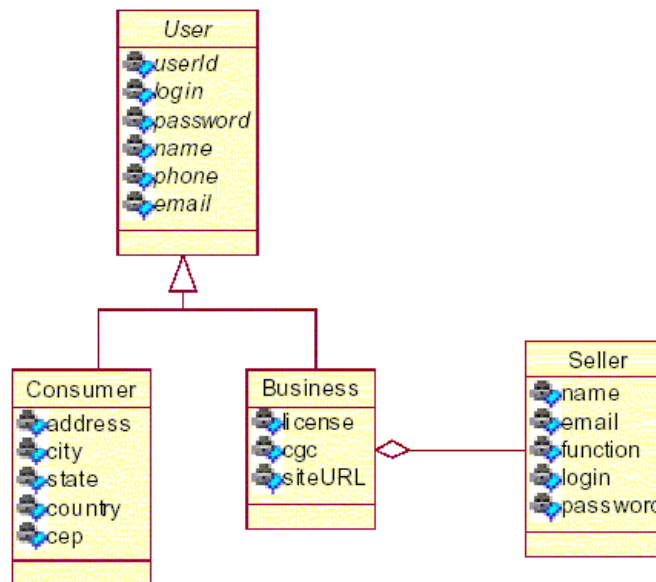 User
userId
login
password
name
phone
email
Consumer
address
city
state
country
cep
Business
license
cgc
siteURL
Seller
name
email
function
login
password